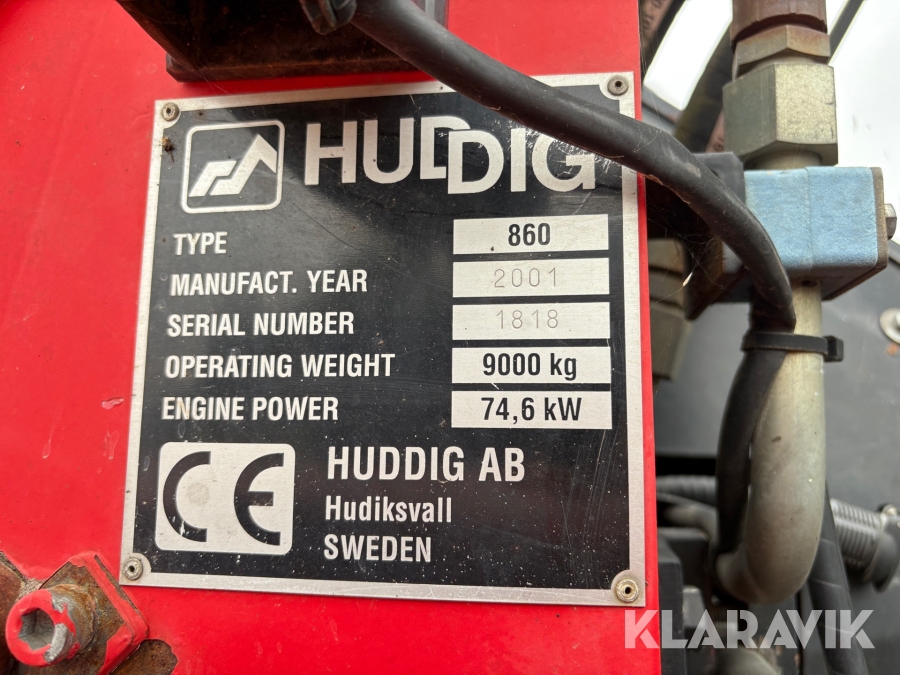 HUDDIG
TYPE 860
MANUFACT. YEAR 2001
SERIAL NUMBER 1818
OPERATING WEIGHT 9000 kg
ENGINE POWER 74,6 kW
CE HUDDIG AB
Hudiksvall
SWEDEN
KLARAVIK